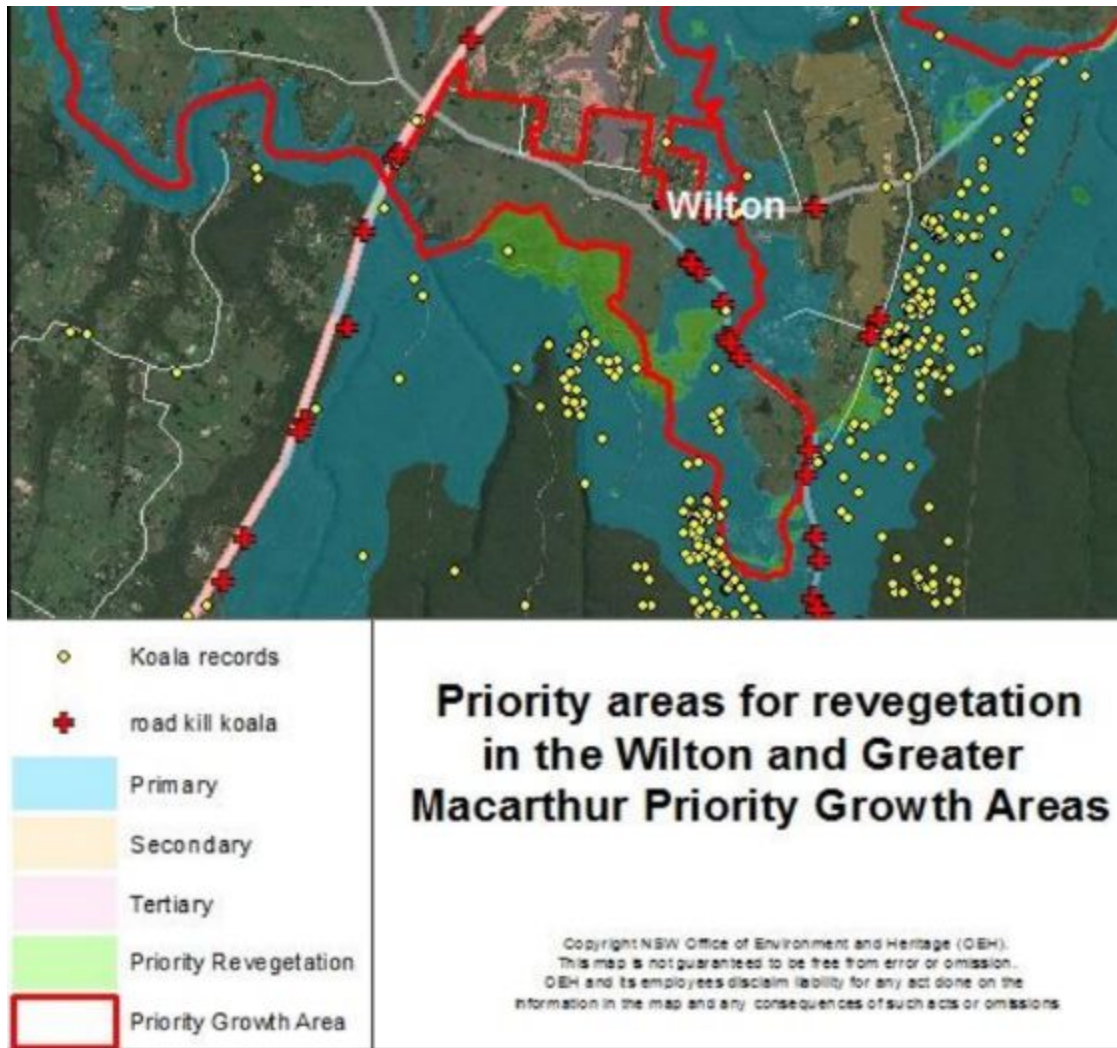 Wilton
Koala records
road kill koala
Primary
Secondary
Tertiary
Priority Revegetation
Priority Growth Area
Priority areas for revegetation
in the Wilton and Greater
Macarthur Priority Growth Areas
Copyright NSW Office of Environment and Heritage (OEH).
This map is not guaranteed to be free from error or omission.
OEH and its employees disclaim liability for any act done on the
information in the map and any consequences of such acts or omissions